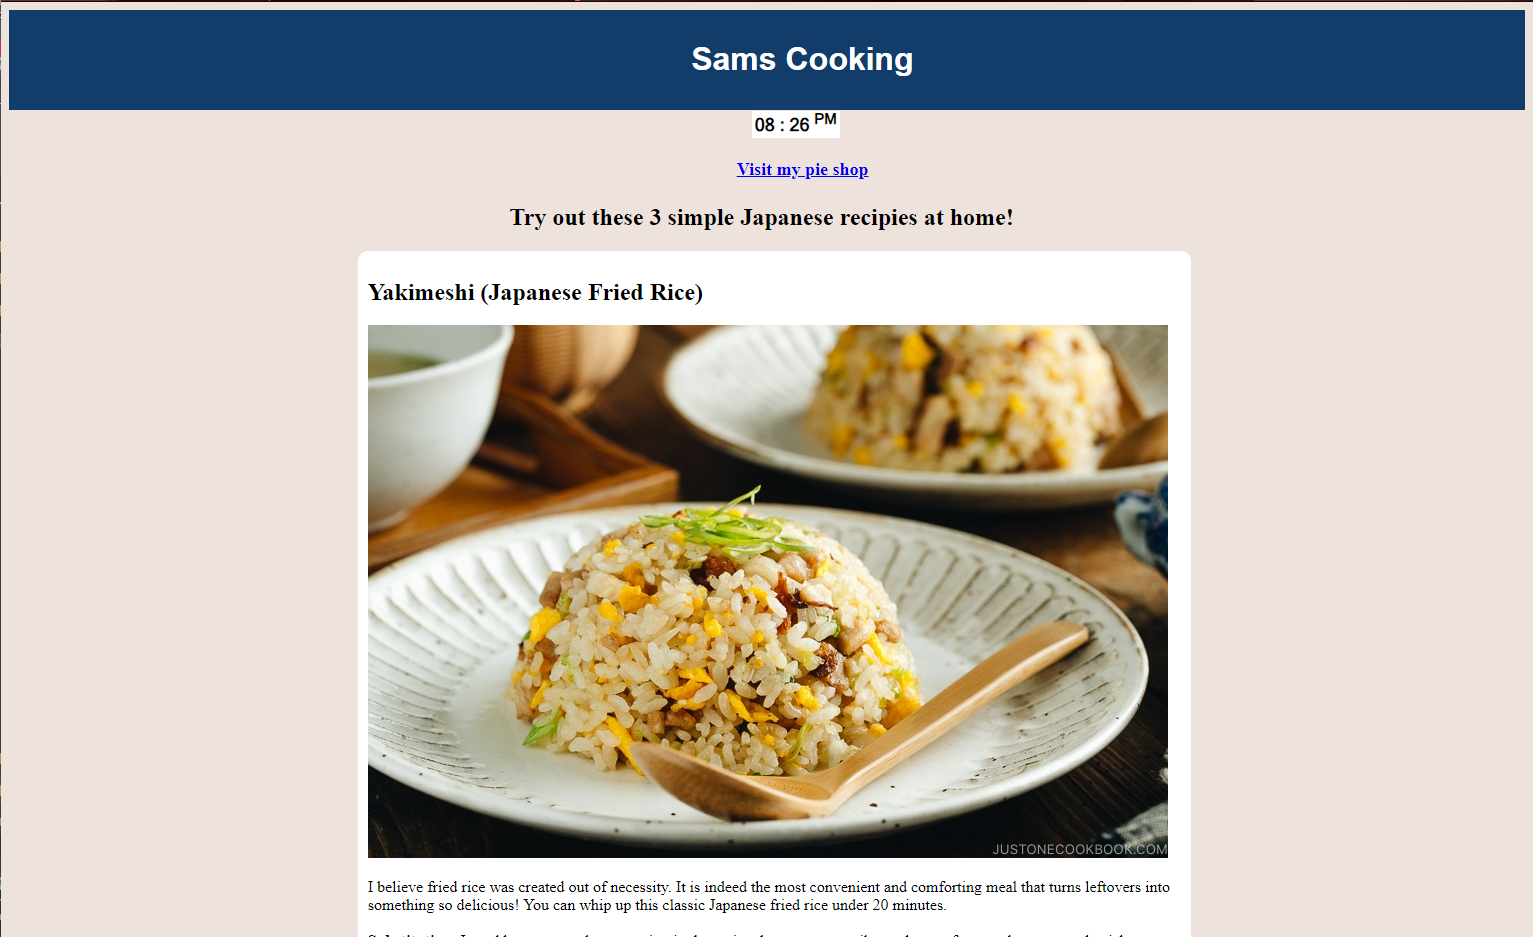 Sams Cooking
08 : 26 PM
Visit my pie shop
Try out these 3 simple Japanese recipies at home!
Yakimeshi (Japanese Fried Rice)
JUSTONECOOKBOOK.COM
I believe fried rice was created out of necessity. It is indeed the most convenient and comforting meal that turns leftovers into
something so delicious! You can whip up this classic Japanese fried rice under 20 minutes.